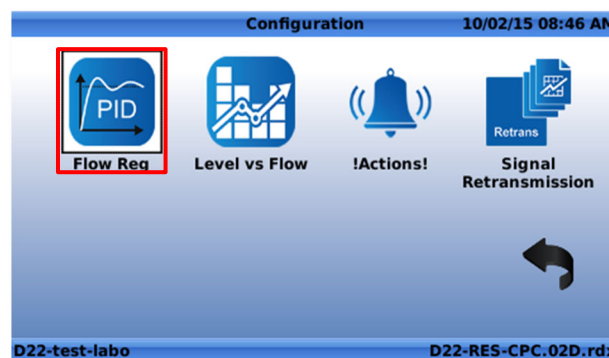 Configuration
10/02/15 08:46 AM
PID
Flow Reg
Level vs Flow
!Actions!
Retrans
Signal
Retransmission
D22-test-labo
D22-RES-CPC.02D.rdz